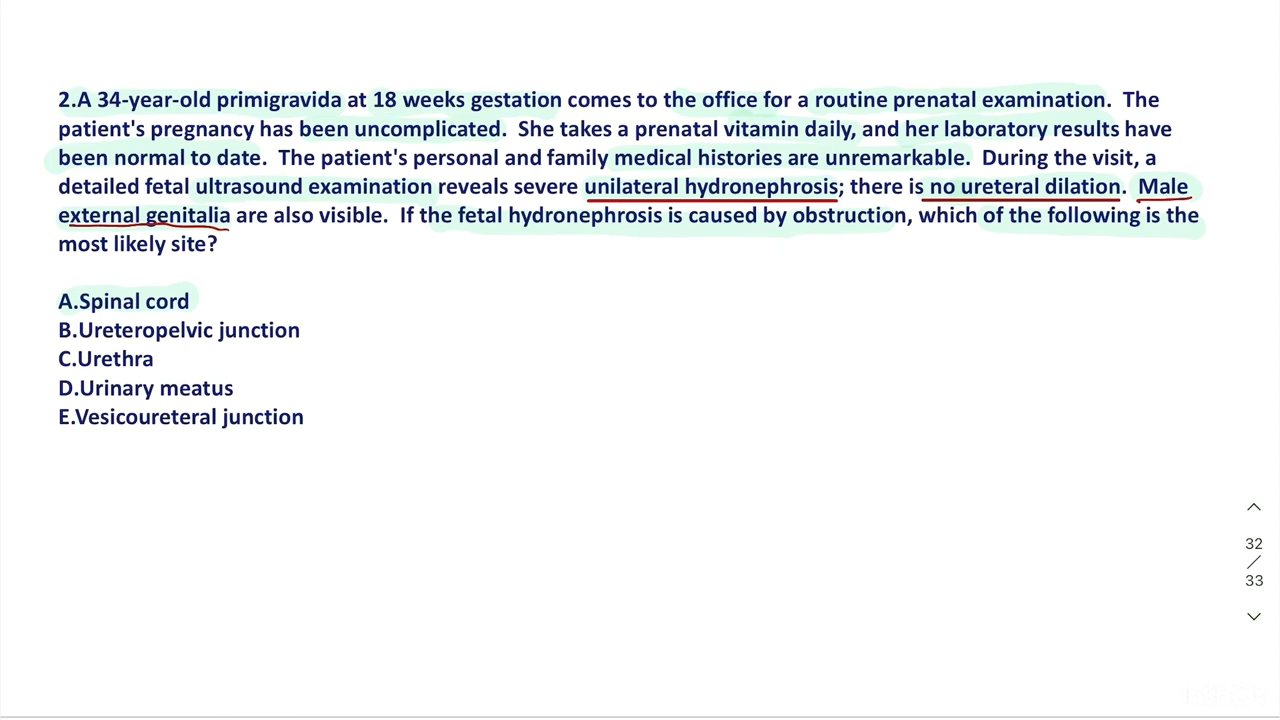 2.A 34-year-old primigravida at 18 weeks gestation comes to the office for a routine prenatal examination.  The
patient's pregnancy has been uncomplicated.  She takes a prenatal vitamin daily, and her laboratory results have
been normal to date.  The patient's personal and family medical histories are unremarkable.  During the visit, a
detailed fetal ultrasound examination reveals severe unilateral hydronephrosis; there is no ureteral dilation.  Male
external genitalia are also visible.  If the fetal hydronephrosis is caused by obstruction, which of the following is the
most likely site?
A.Spinal cord
B.Ureteropelvic junction
C.Urethra
D.Urinary meatus
E.Vesicoureteral junction
32
/
33